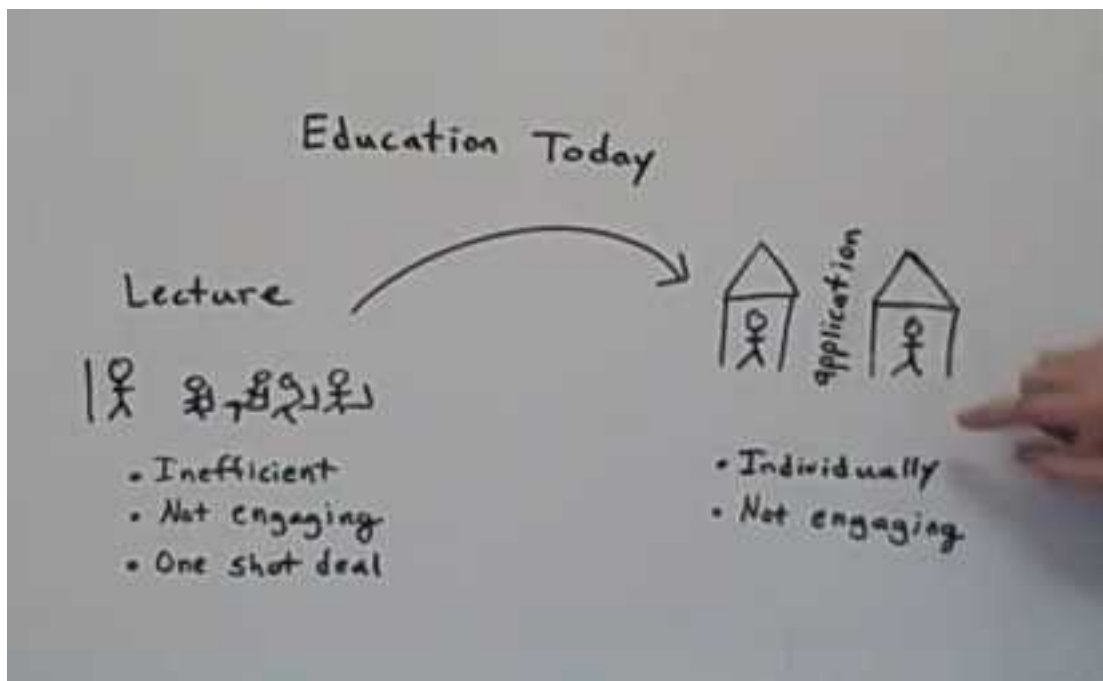 Education Today
Lecture
• Inefficient
• Not engaging
• One shot deal
application
• Individually
• Not engaging